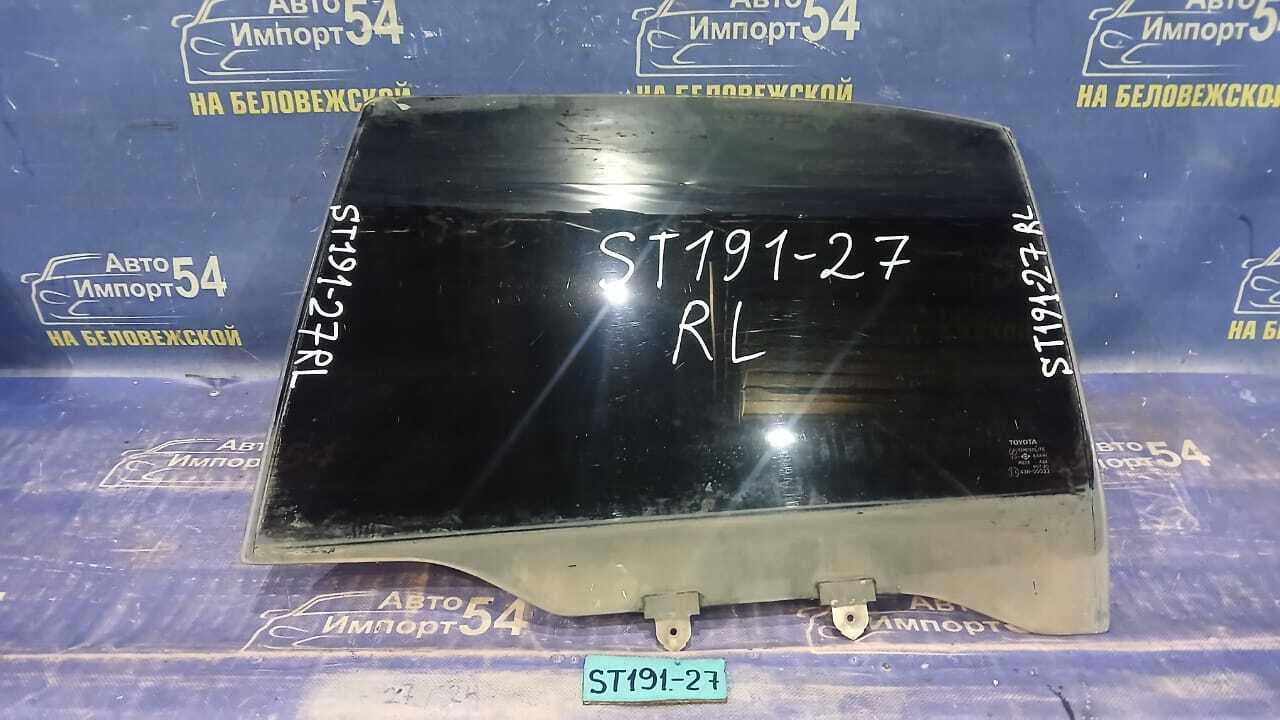 Авто
Импорт 54
НА БЕЛОВЕЖСКОЙ
Авто
Импорт 54
НА БЕЛОВЕЖСКОЙ
Авто
Импорт 54
НА БЕЛОВЕЖСКОЙ
ST191-27RL
ST191-27
RL
ST191-27 RL
Авто
Импорт 54
НА БЕЛОВЕЖСКОЙ
TOYOTA
Авто
Импорт
Авто
Импорт 54
Авто
Импорт 54
Импорт 54
ST191-27